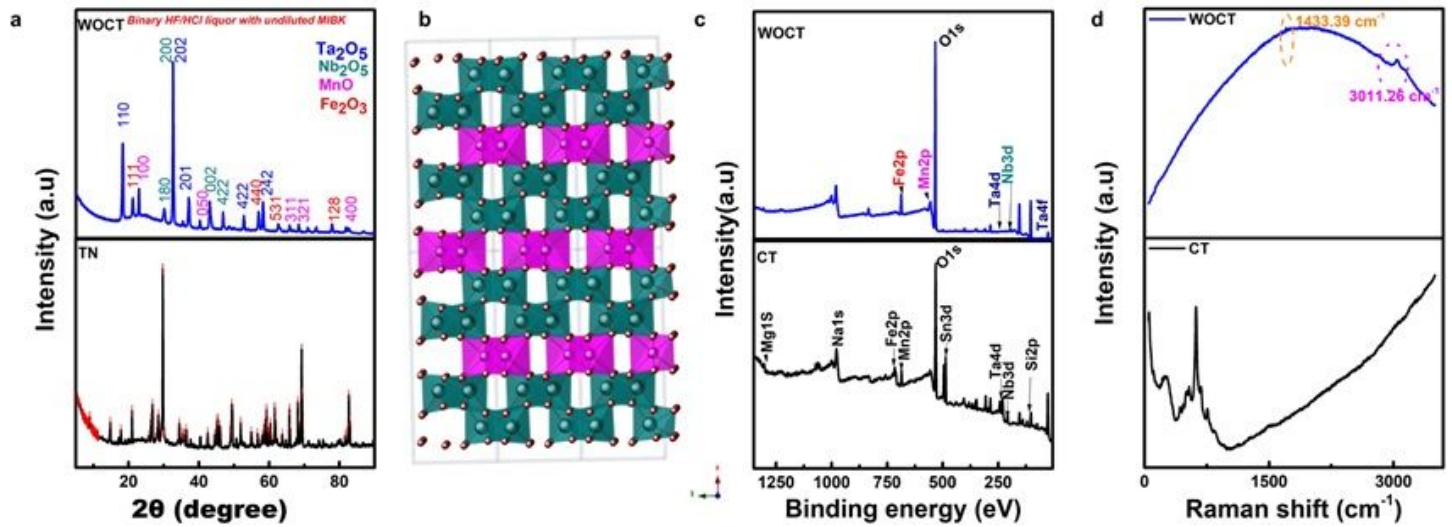 a
WOCT
Binary HF/HCl liquor with undiluted MIBK
Ta₂O₅
Nb₂O₅
MnO
Fe₂O₃
110
111
100
180
200
202
201
050
002
422
422
440
242
531
311
321
128
400
TN
Intensity (a.u)
20
40
60
80
2θ (degree)
b
c
WOCT
O1s
Fe2p
Mn2p
Ta4d
Nb3d
Ta4f
CT
O1s
Mg1S
Na1s
Fe2p
Mn2p
Sn3d
Ta4d
Nb3d
Si2p
Intensity (a.u)
1250
1000
750
500
250
0
Binding energy (eV)
d
WOCT
1433.39 cm⁻¹
3011.26 cm⁻¹
CT
Intensity (a.u)
0
1500
3000
Raman shift (cm⁻¹)